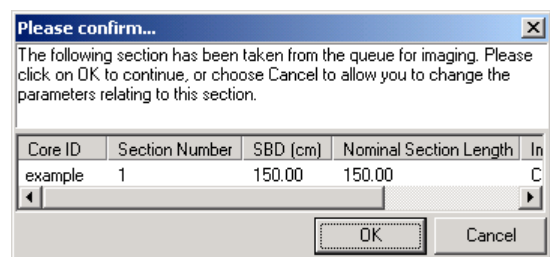 Please confirm...
The following section has been taken from the queue for imaging. Please
click on OK to continue, or choose Cancel to allow you to change the
parameters relating to this section.
Core ID Section Number SBD (cm) Nominal Section Length In
example 1 150.00 150.00 C
OK Cancel